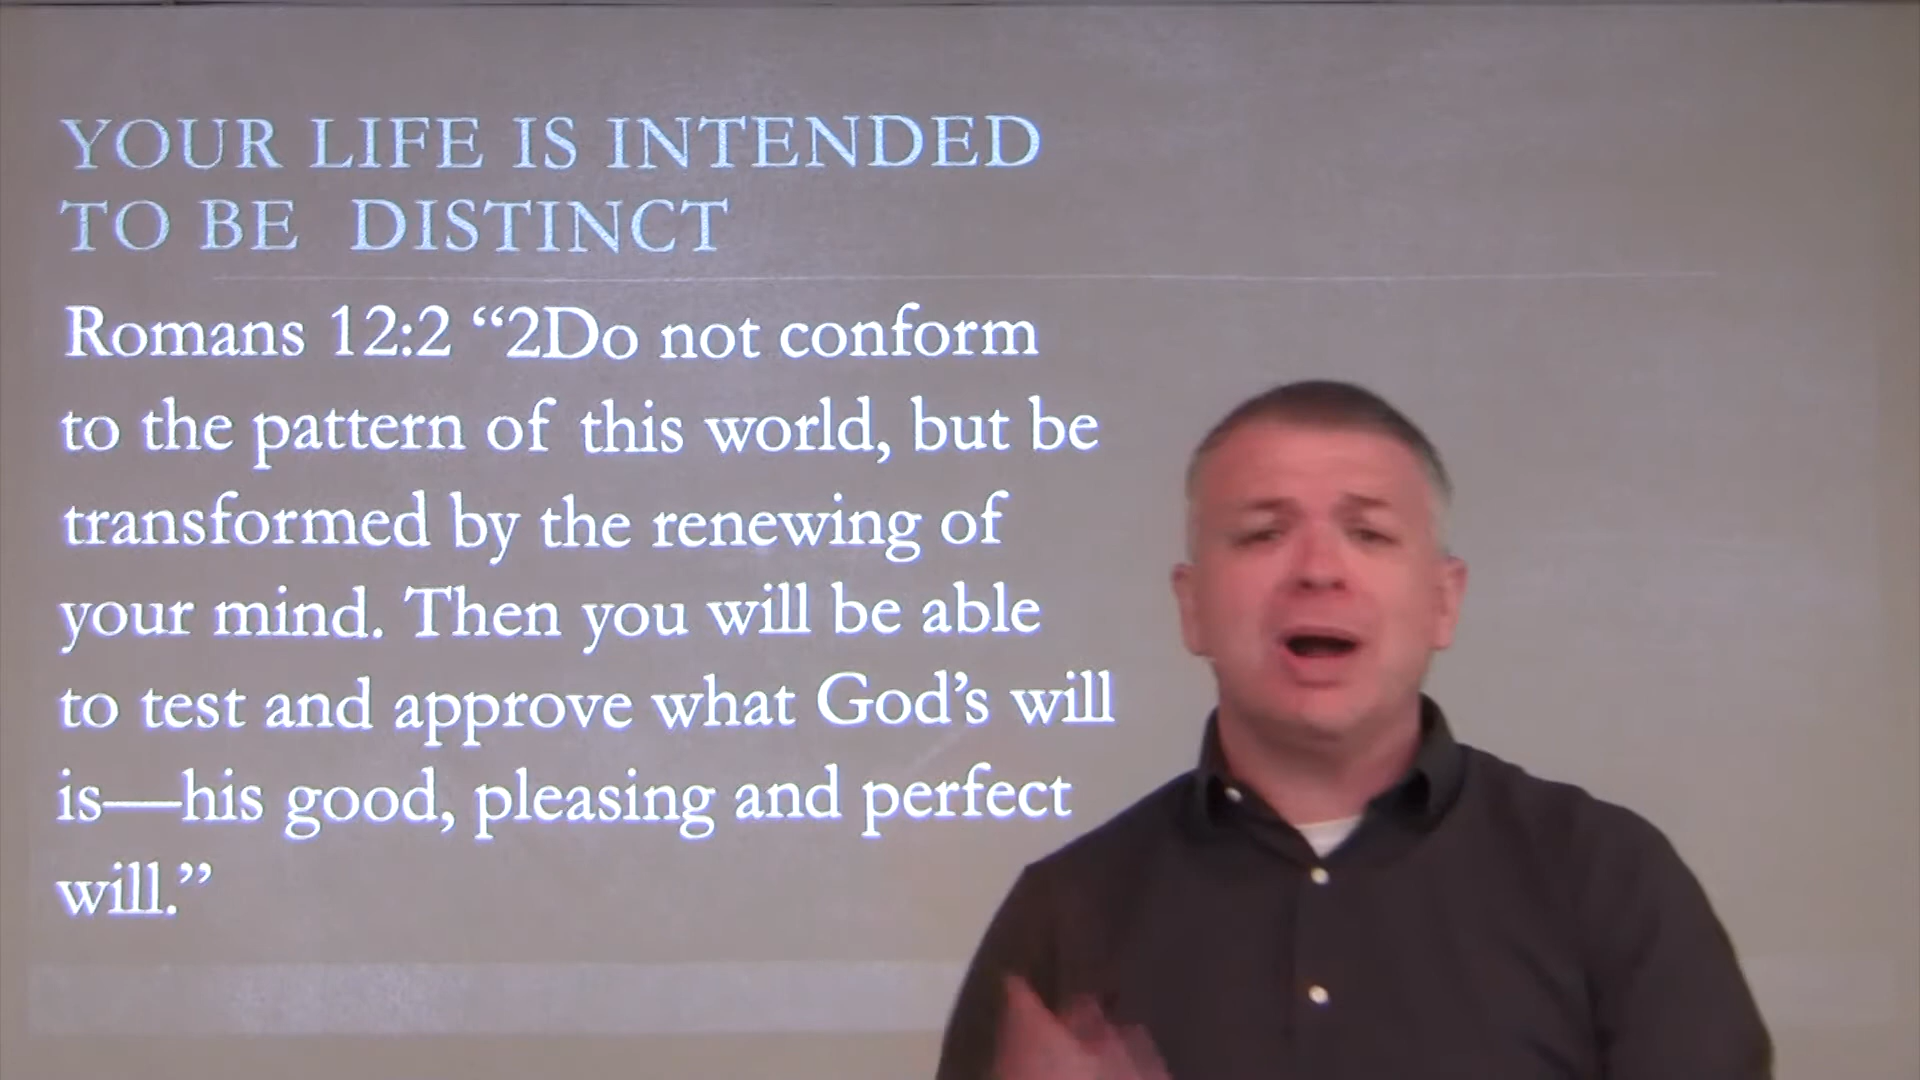 YOUR LIFE IS INTENDED
TO BE DISTINCT
Romans 12:2 “2Do not conform
to the pattern of this world, but be
transformed by the renewing of
your mind. Then you will be able
to test and approve what God’s will
is—his good, pleasing and perfect
will.”